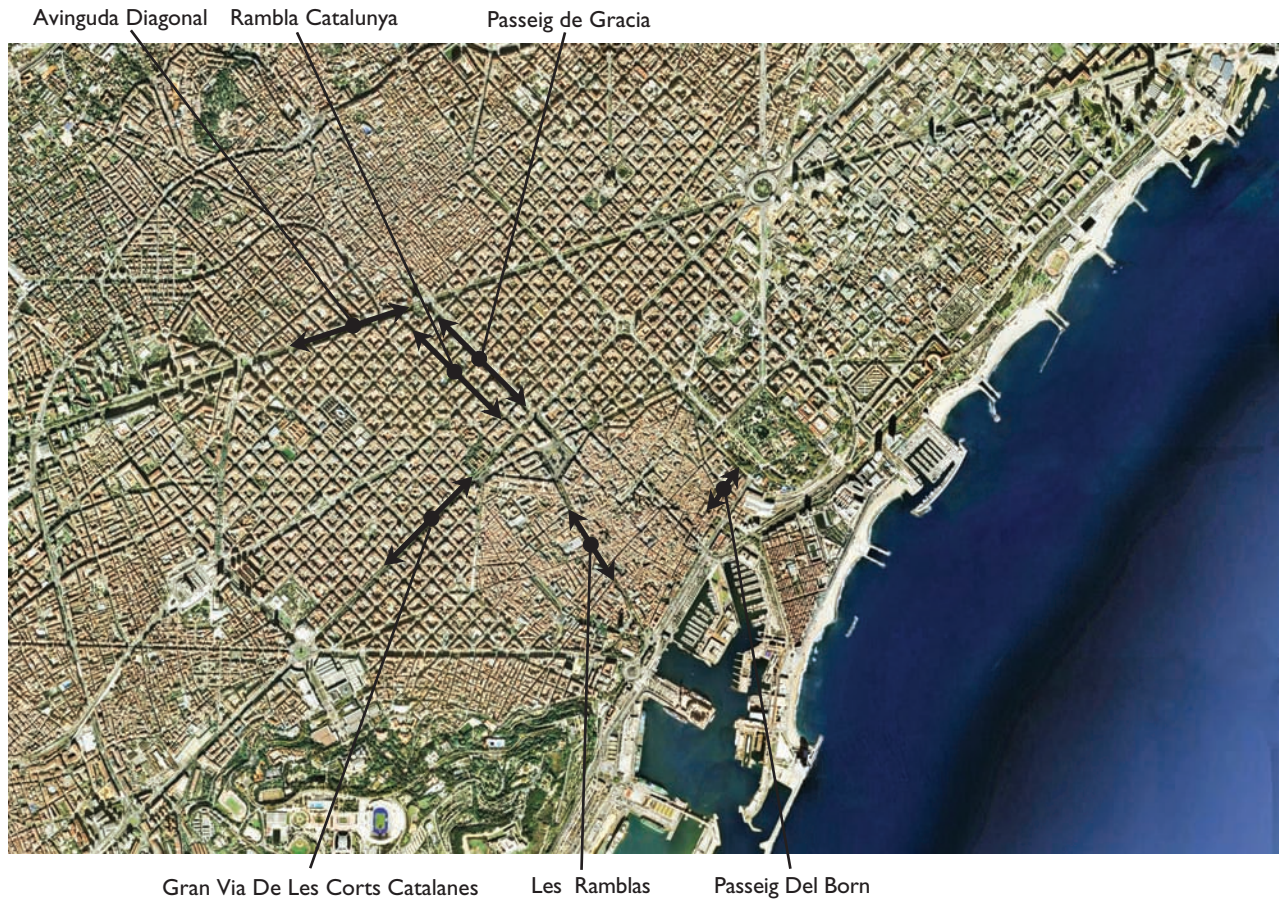 Avinguda Diagonal
Rambla Catalunya
Passeig de Gracia
Gran Via De Les Corts Catalanes
Les Ramblas
Passeig Del Born